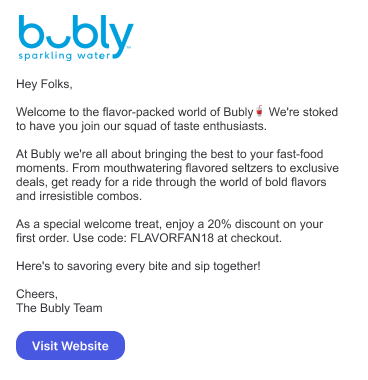 bubly
sparkling water™
Hey Folks,
Welcome to the flavor-packed world of Bubly🥤 We're stoked
to have you join our squad of taste enthusiasts.
At Bubly we're all about bringing the best to your fast-food
moments. From mouthwatering flavored seltzers to exclusive
deals, get ready for a ride through the world of bold flavors
and irresistible combos.
As a special welcome treat, enjoy a 20% discount on your
first order. Use code: FLAVORFAN18 at checkout.
Here's to savoring every bite and sip together!
Cheers,
The Bubly Team
Visit Website